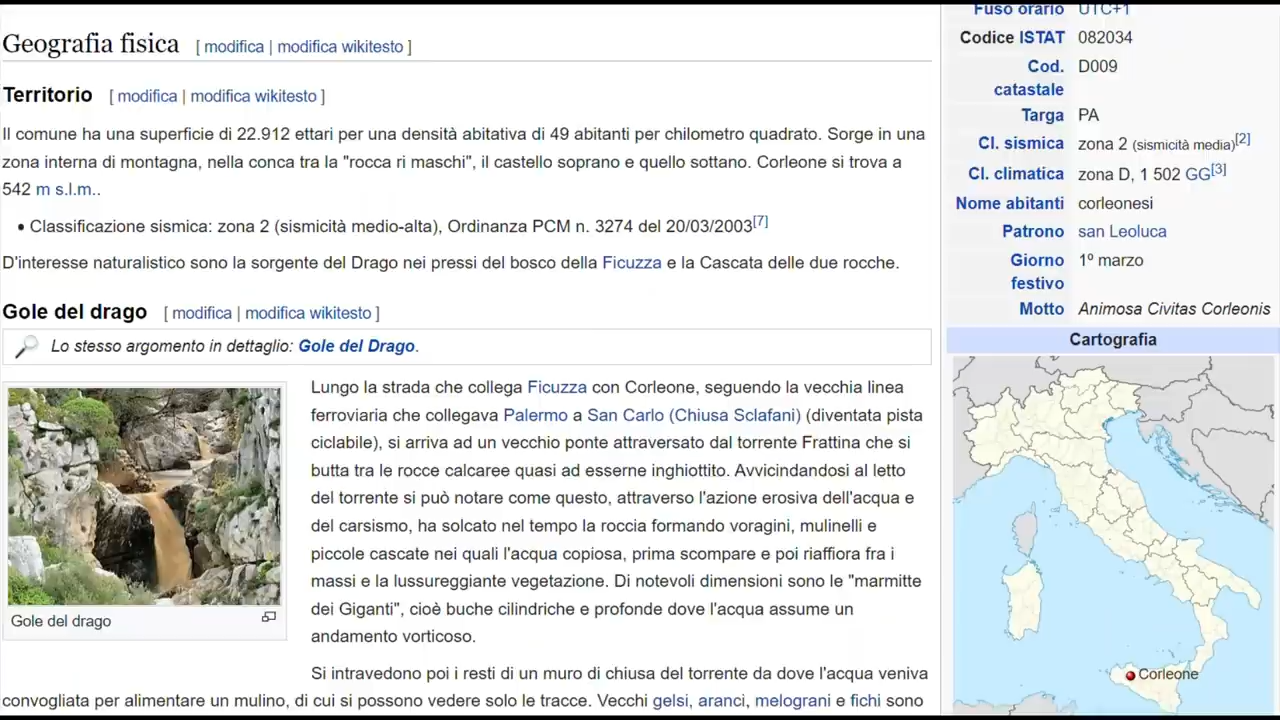 Geografia fisica [ modifica | modifica wikitesto ]
Territorio [ modifica | modifica wikitesto ]
Il comune ha una superficie di 22.912 ettari per una densità abitativa di 49 abitanti per chilometro quadrato. Sorge in una
zona interna di montagna, nella conca tra la "rocca ri maschi", il castello soprano e quello sottano. Corleone si trova a
542 m s.l.m..
• Classificazione sismica: zona 2 (sismicità medio-alta), Ordinanza PCM n. 3274 del 20/03/2003[7]
D'interesse naturalistico sono la sorgente del Drago nei pressi del bosco della Ficuzza e la Cascata delle due rocche.
Gole del drago [ modifica | modifica wikitesto ]
Lo stesso argomento in dettaglio: Gole del Drago.
Lungo la strada che collega Ficuzza con Corleone, seguendo la vecchia linea
ferroviaria che collegava Palermo a San Carlo (Chiusa Sclafani) (diventata pista
ciclabile), si arriva ad un vecchio ponte attraversato dal torrente Frattina che si
butta tra le rocce calcaree quasi ad esserne inghiottito. Avvicindandosi al letto
del torrente si può notare come questo, attraverso l'azione erosiva dell'acqua e
del carsismo, ha solcato nel tempo la roccia formando voragini, mulinelli e
piccole cascate nei quali l'acqua copiosa, prima scompare e poi riaffiora fra i
massi e la lussureggiante vegetazione. Di notevoli dimensioni sono le "marmitte
dei Giganti", cioè buche cilindriche e profonde dove l'acqua assume un
andamento vorticoso.
Gole del drago
Si intravedono poi i resti di un muro di chiusa del torrente da dove l'acqua veniva
convogliata per alimentare un mulino, di cui si possono vedere solo le tracce. Vecchi gelsi, aranci, melograni e fichi sono
Fuso orario UTC+1
Codice ISTAT 082034
Cod. D009
catastale
Targa PA
Cl. sismica zona 2 (sismicità media)[2]
Cl. climatica zona D, 1 502 GG[3]
Nome abitanti corleonesi
Patrono san Leoluca
Giorno 1º marzo
festivo
Motto Animosa Civitas Corleonis
Cartografia
Corleone